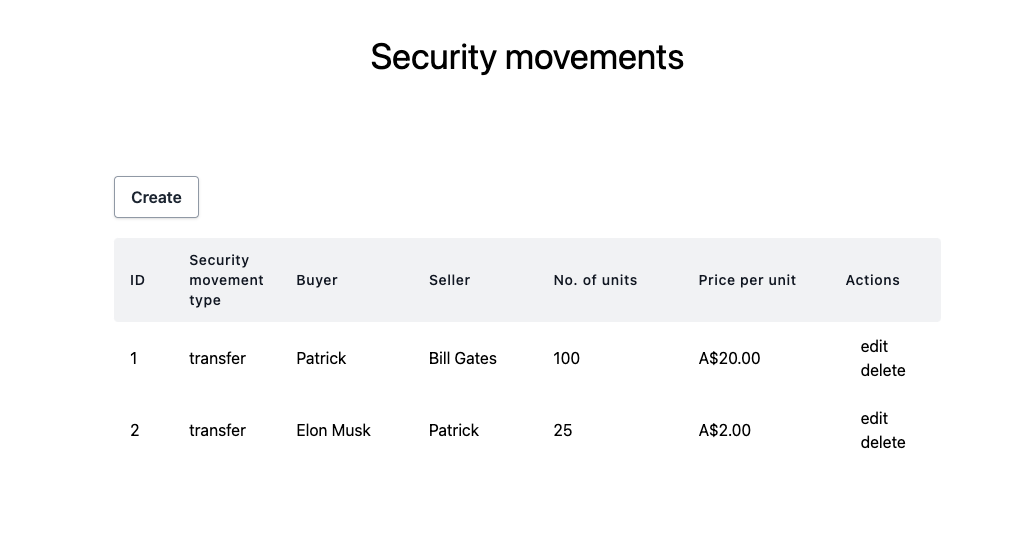 Security movements
Create
ID Security movement type Buyer Seller No. of units Price per unit Actions
1 transfer Patrick Bill Gates 100 A$20.00 edit delete
2 transfer Elon Musk Patrick 25 A$2.00 edit delete